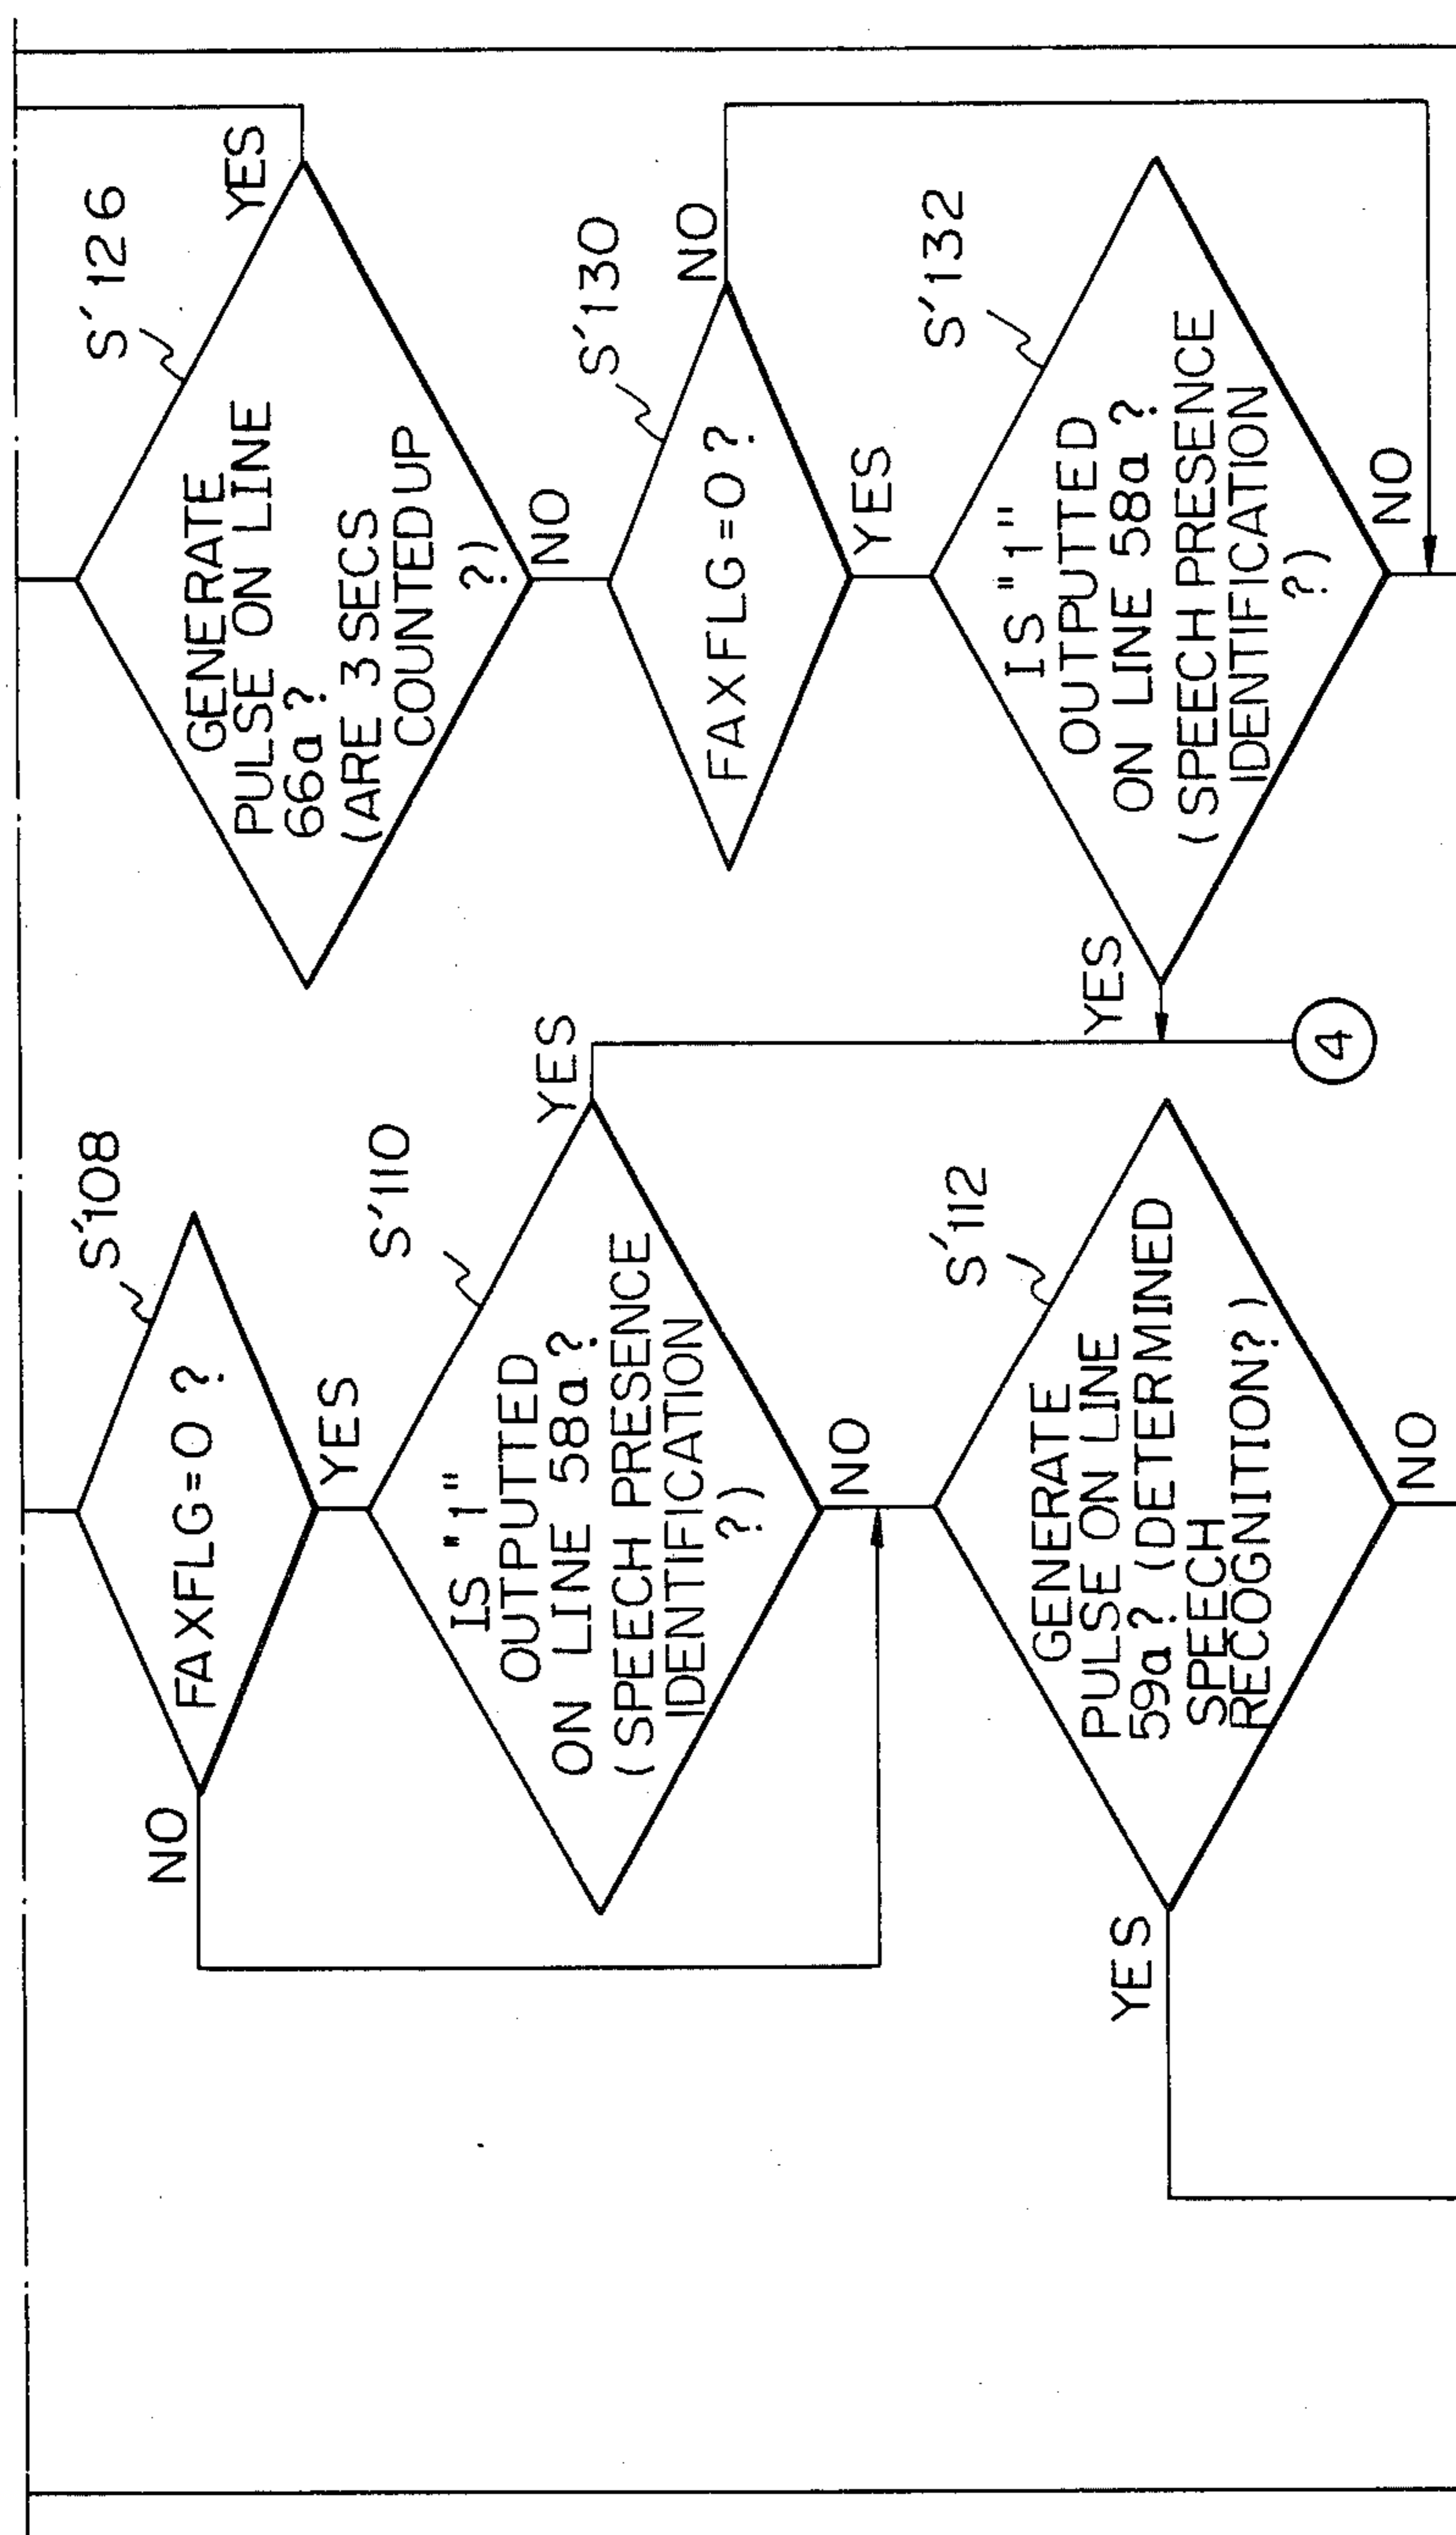 S'108
FAXFLG=0 ?
NO
YES
S'110
IS "1"
OUTPUTTED
ON LINE 58a ?
(SPEECH PRESENCE
IDENTIFICATION
?)
YES
NO
S'112
GENERATE
PULSE ON LINE
59a? (DETERMINED
SPEECH
RECOGNITION?)
YES
NO
S'126
GENERATE
PULSE ON LINE
66a ?
(ARE 3 SECS
COUNTED UP
?)
YES
NO
S'130
FAXFLG=0 ?
NO
YES
S'132
IS "1"
OUTPUTTED
ON LINE 58a ?
(SPEECH PRESENCE
IDENTIFICATION
?)
YES
NO
4